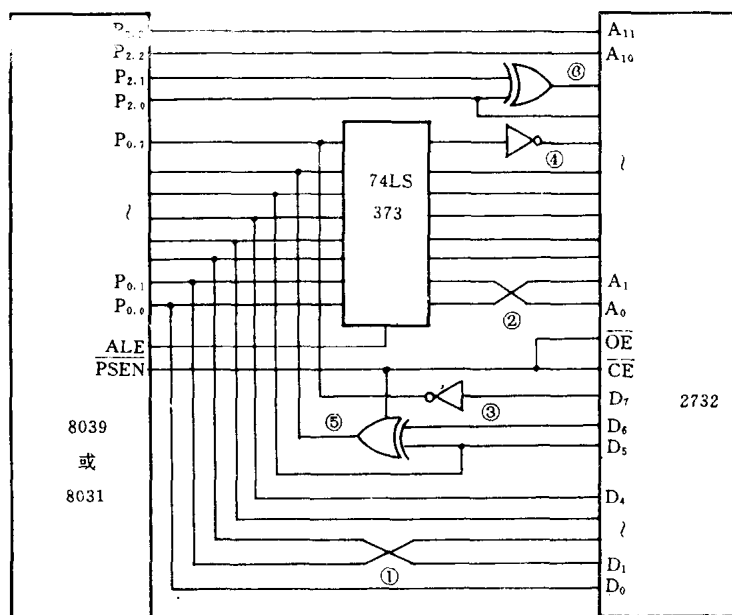 A₁₁
P₂.₂
A₁₀
P₂.₁
⑥
P₂.₀
P₀.₇
④
74LS
373
~
~
P₀.₁
A₁
P₀.₀
②
A₀
ALE
OE
PSEN
CE
③
D₇
2732
⑤
D₆
8039
D₅
或
8031
D₄
~
①
D₁
D₀